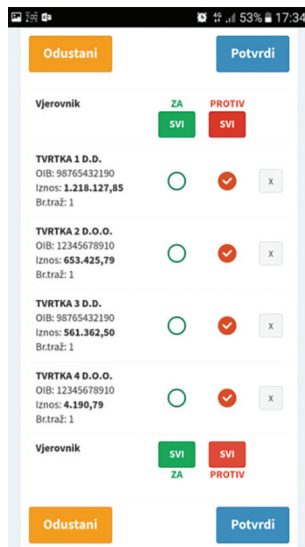 53% 17:34
Odustani Potvrdi
Vjerovnik ZA PROTIV
SVI SVI
TVRTKA 1 D.D.
OIB: 98765432190
Iznos: 1.218.127,85
Br.traž: 1
X
TVRTKA 2 D.O.O.
OIB: 12345678910
Iznos: 653.425,79
Br.traž: 1
X
TVRTKA 3 D.D.
OIB: 98765432190
Iznos: 561.362,50
Br.traž: 1
X
TVRTKA 4 D.O.O.
OIB: 12345678910
Iznos: 4.190,79
Br.traž: 1
X
Vjerovnik SVI SVI
ZA PROTIV
Odustani Potvrdi